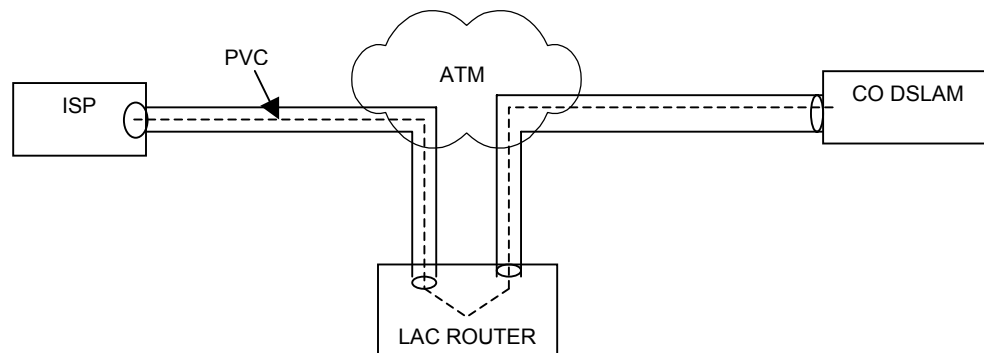 PVC
ATM
ISP
CO DSLAM
LAC ROUTER